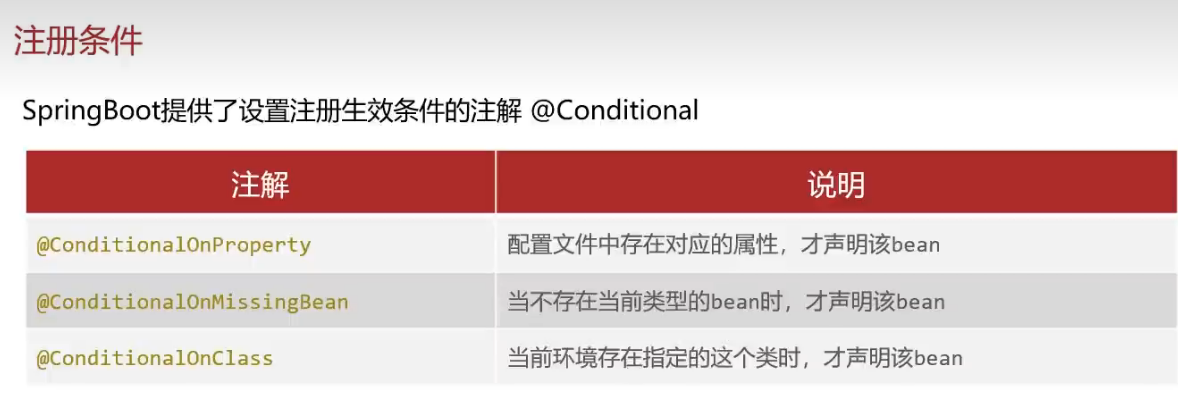 注册条件
SpringBoot提供了设置注册生效条件的注解 @Conditional
注解 说明
@ConditionalOnProperty 配置文件中存在对应的属性，才声明该bean
@ConditionalOnMissingBean 当不存在当前类型的bean时，才声明该bean
@ConditionalOnClass 当前环境存在指定的这个类时，才声明该bean